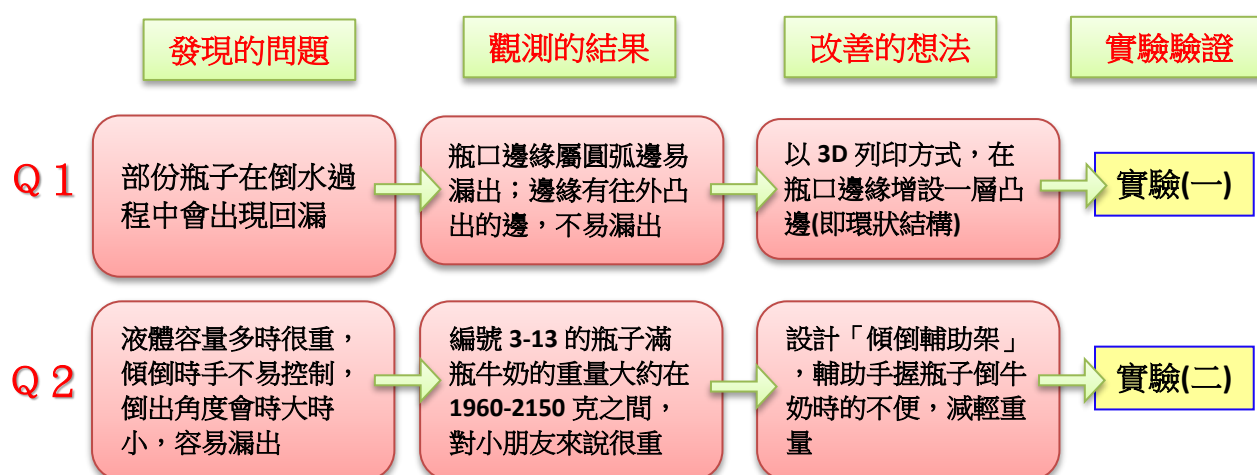 發現的問題
觀測的結果
改善的想法
實驗驗證
Q1
部份瓶子在倒水過
程中會出現回漏
瓶口邊緣屬圓弧邊易
漏出；邊緣有往外凸
出的邊，不易漏出
以 3D 列印方式，在
瓶口邊緣增設一層凸
邊(即環狀結構)
實驗(一)
Q2
液體容量多時很重，
傾倒時手不易控制，
倒出角度會時大時
小，容易漏出
編號 3-13 的瓶子滿
瓶牛奶的重量大約在
1960-2150 克之間，
對小朋友來說很重
設計「傾倒輔助架」
，輔助手握瓶子倒牛
奶時的不便，減輕重
量
實驗(二)